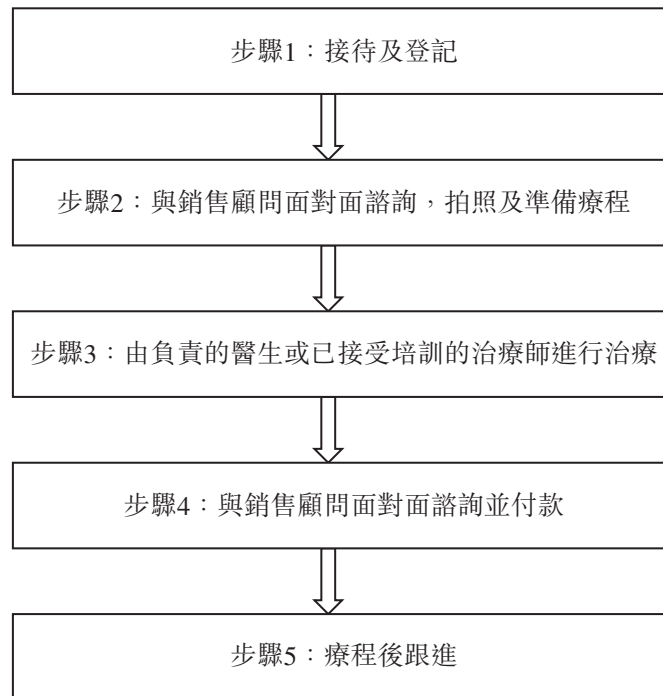 步驟1：接待及登記
步驟2：與銷售顧問面對面諮詢，拍照及準備療程
步驟3：由負責的醫生或已接受培訓的治療師進行治療
步驟4：與銷售顧問面對面諮詢並付款
步驟5：療程後跟進